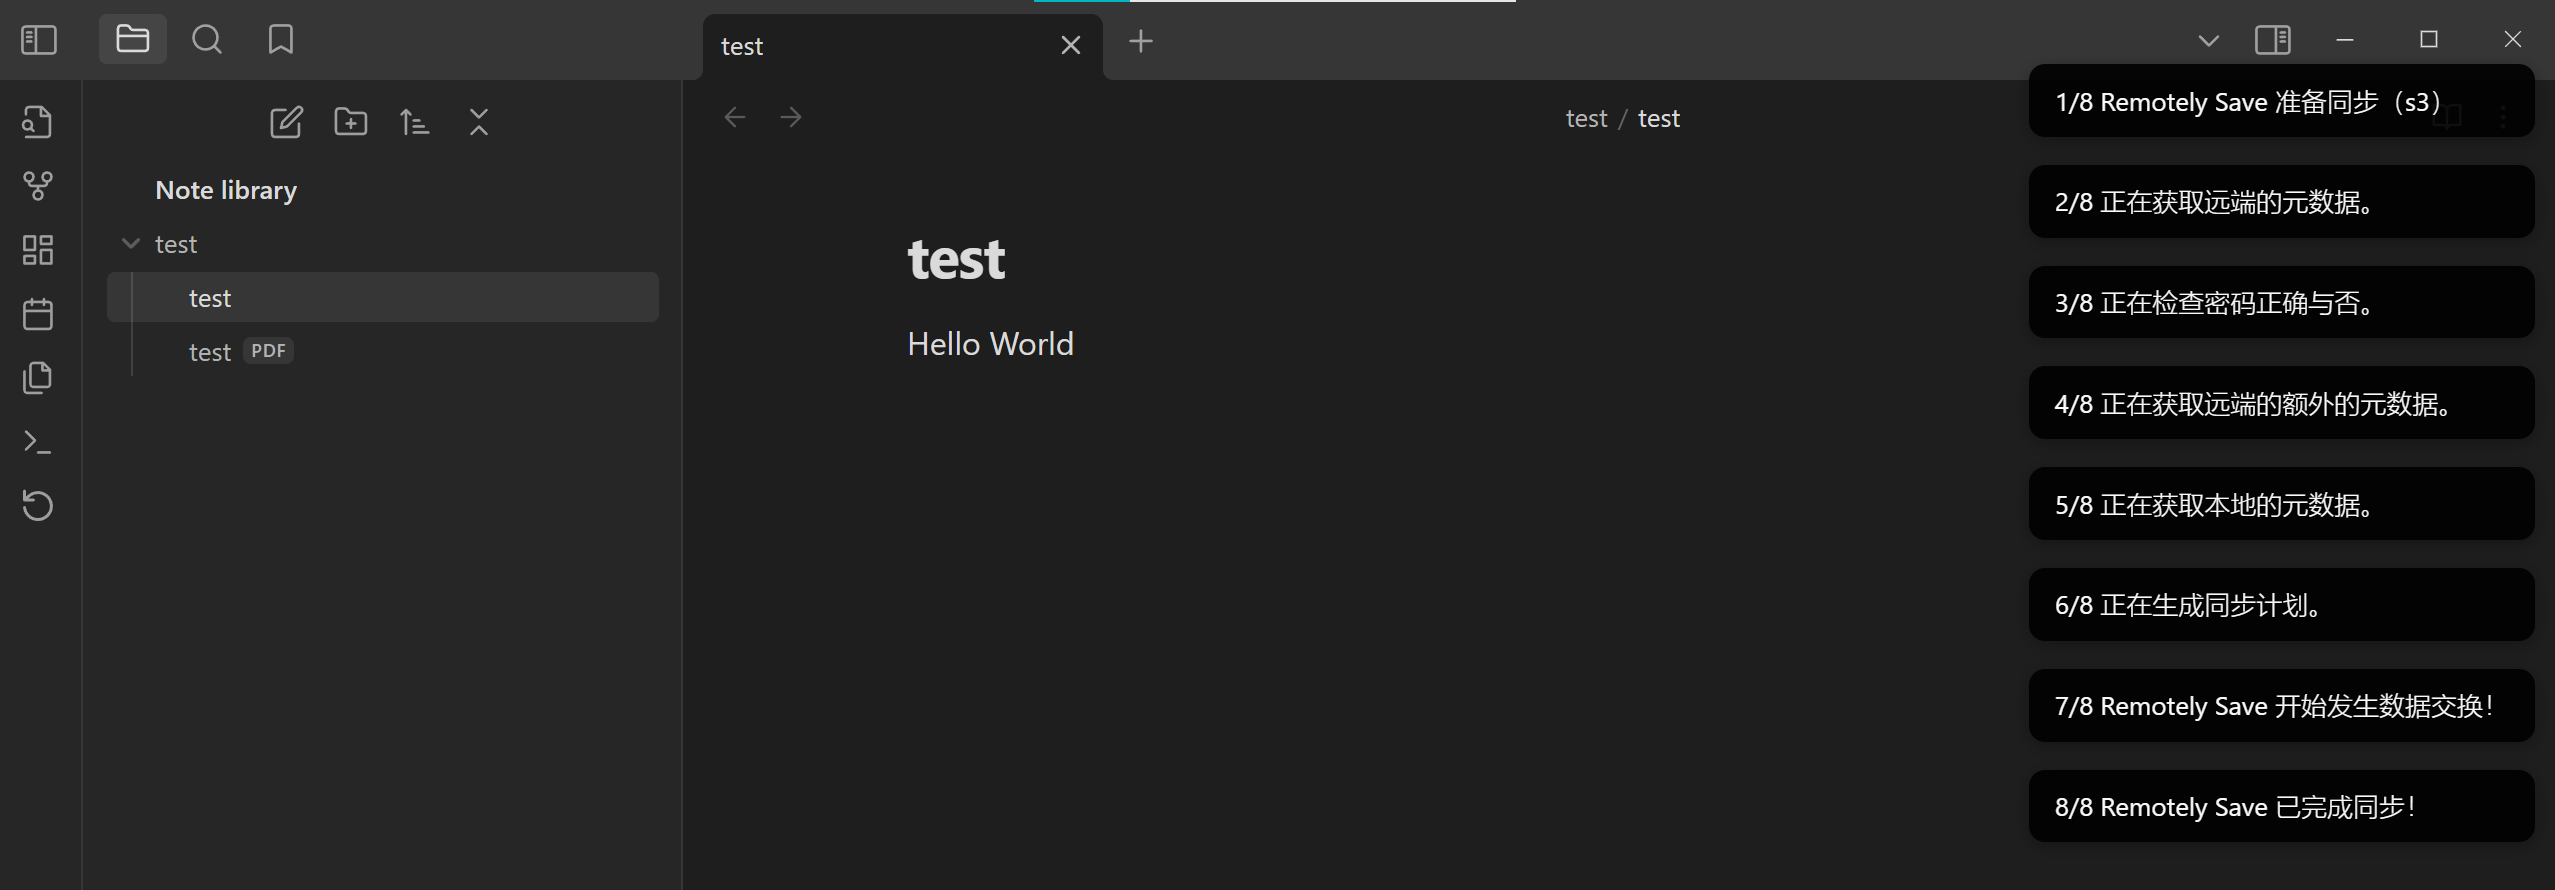 test
Note library
test
test
test PDF
test / test
test
Hello World
1/8 Remotely Save 准备同步（s3）
2/8 正在获取远端的元数据。
3/8 正在检查密码正确与否。
4/8 正在获取远端的额外的元数据。
5/8 正在获取本地的元数据。
6/8 正在生成同步计划。
7/8 Remotely Save 开始发生数据交换！
8/8 Remotely Save 已完成同步！